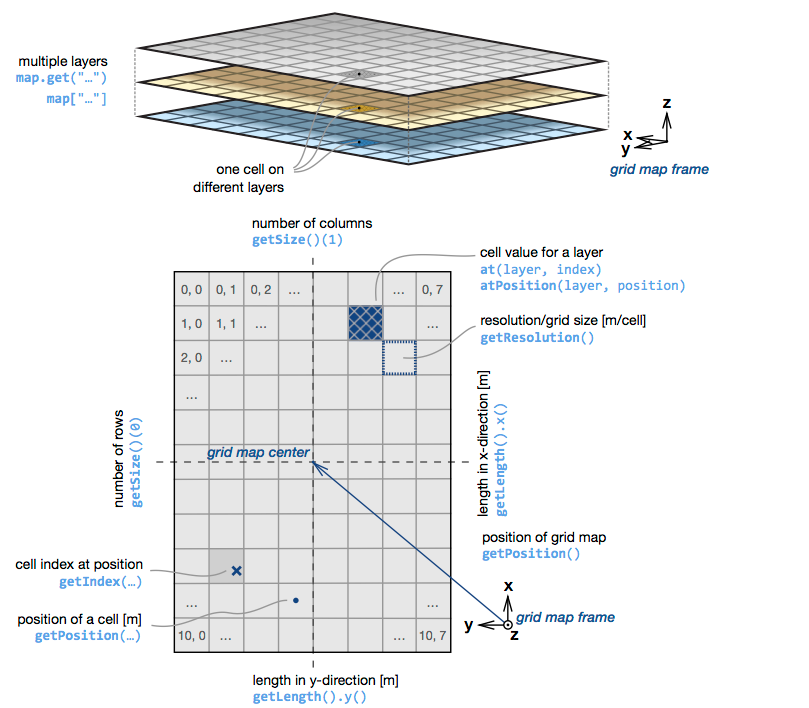 multiple layers
map.get("…")
map["…"]
z
x
y
grid map frame
one cell on
different layers
number of columns
getSize()(1)
cell value for a layer
at(layer, index)
atPosition(layer, position)
0, 0 0, 1 0, 2 ... ... 0, 7
1, 0 1, 1 ... ...
resolution/grid size [m/cell]
getResolution()
2, 0 ...
...
number of rows
getSize()(0)
grid map center
length in x-direction [m]
getLength().x()
position of grid map
getPosition()
cell index at position
getIndex(…)
x
y
z
grid map frame
... ...
position of a cell [m]
getPosition(…)
10, 0 ... ... 10, 7
length in y-direction [m]
getLength().y()